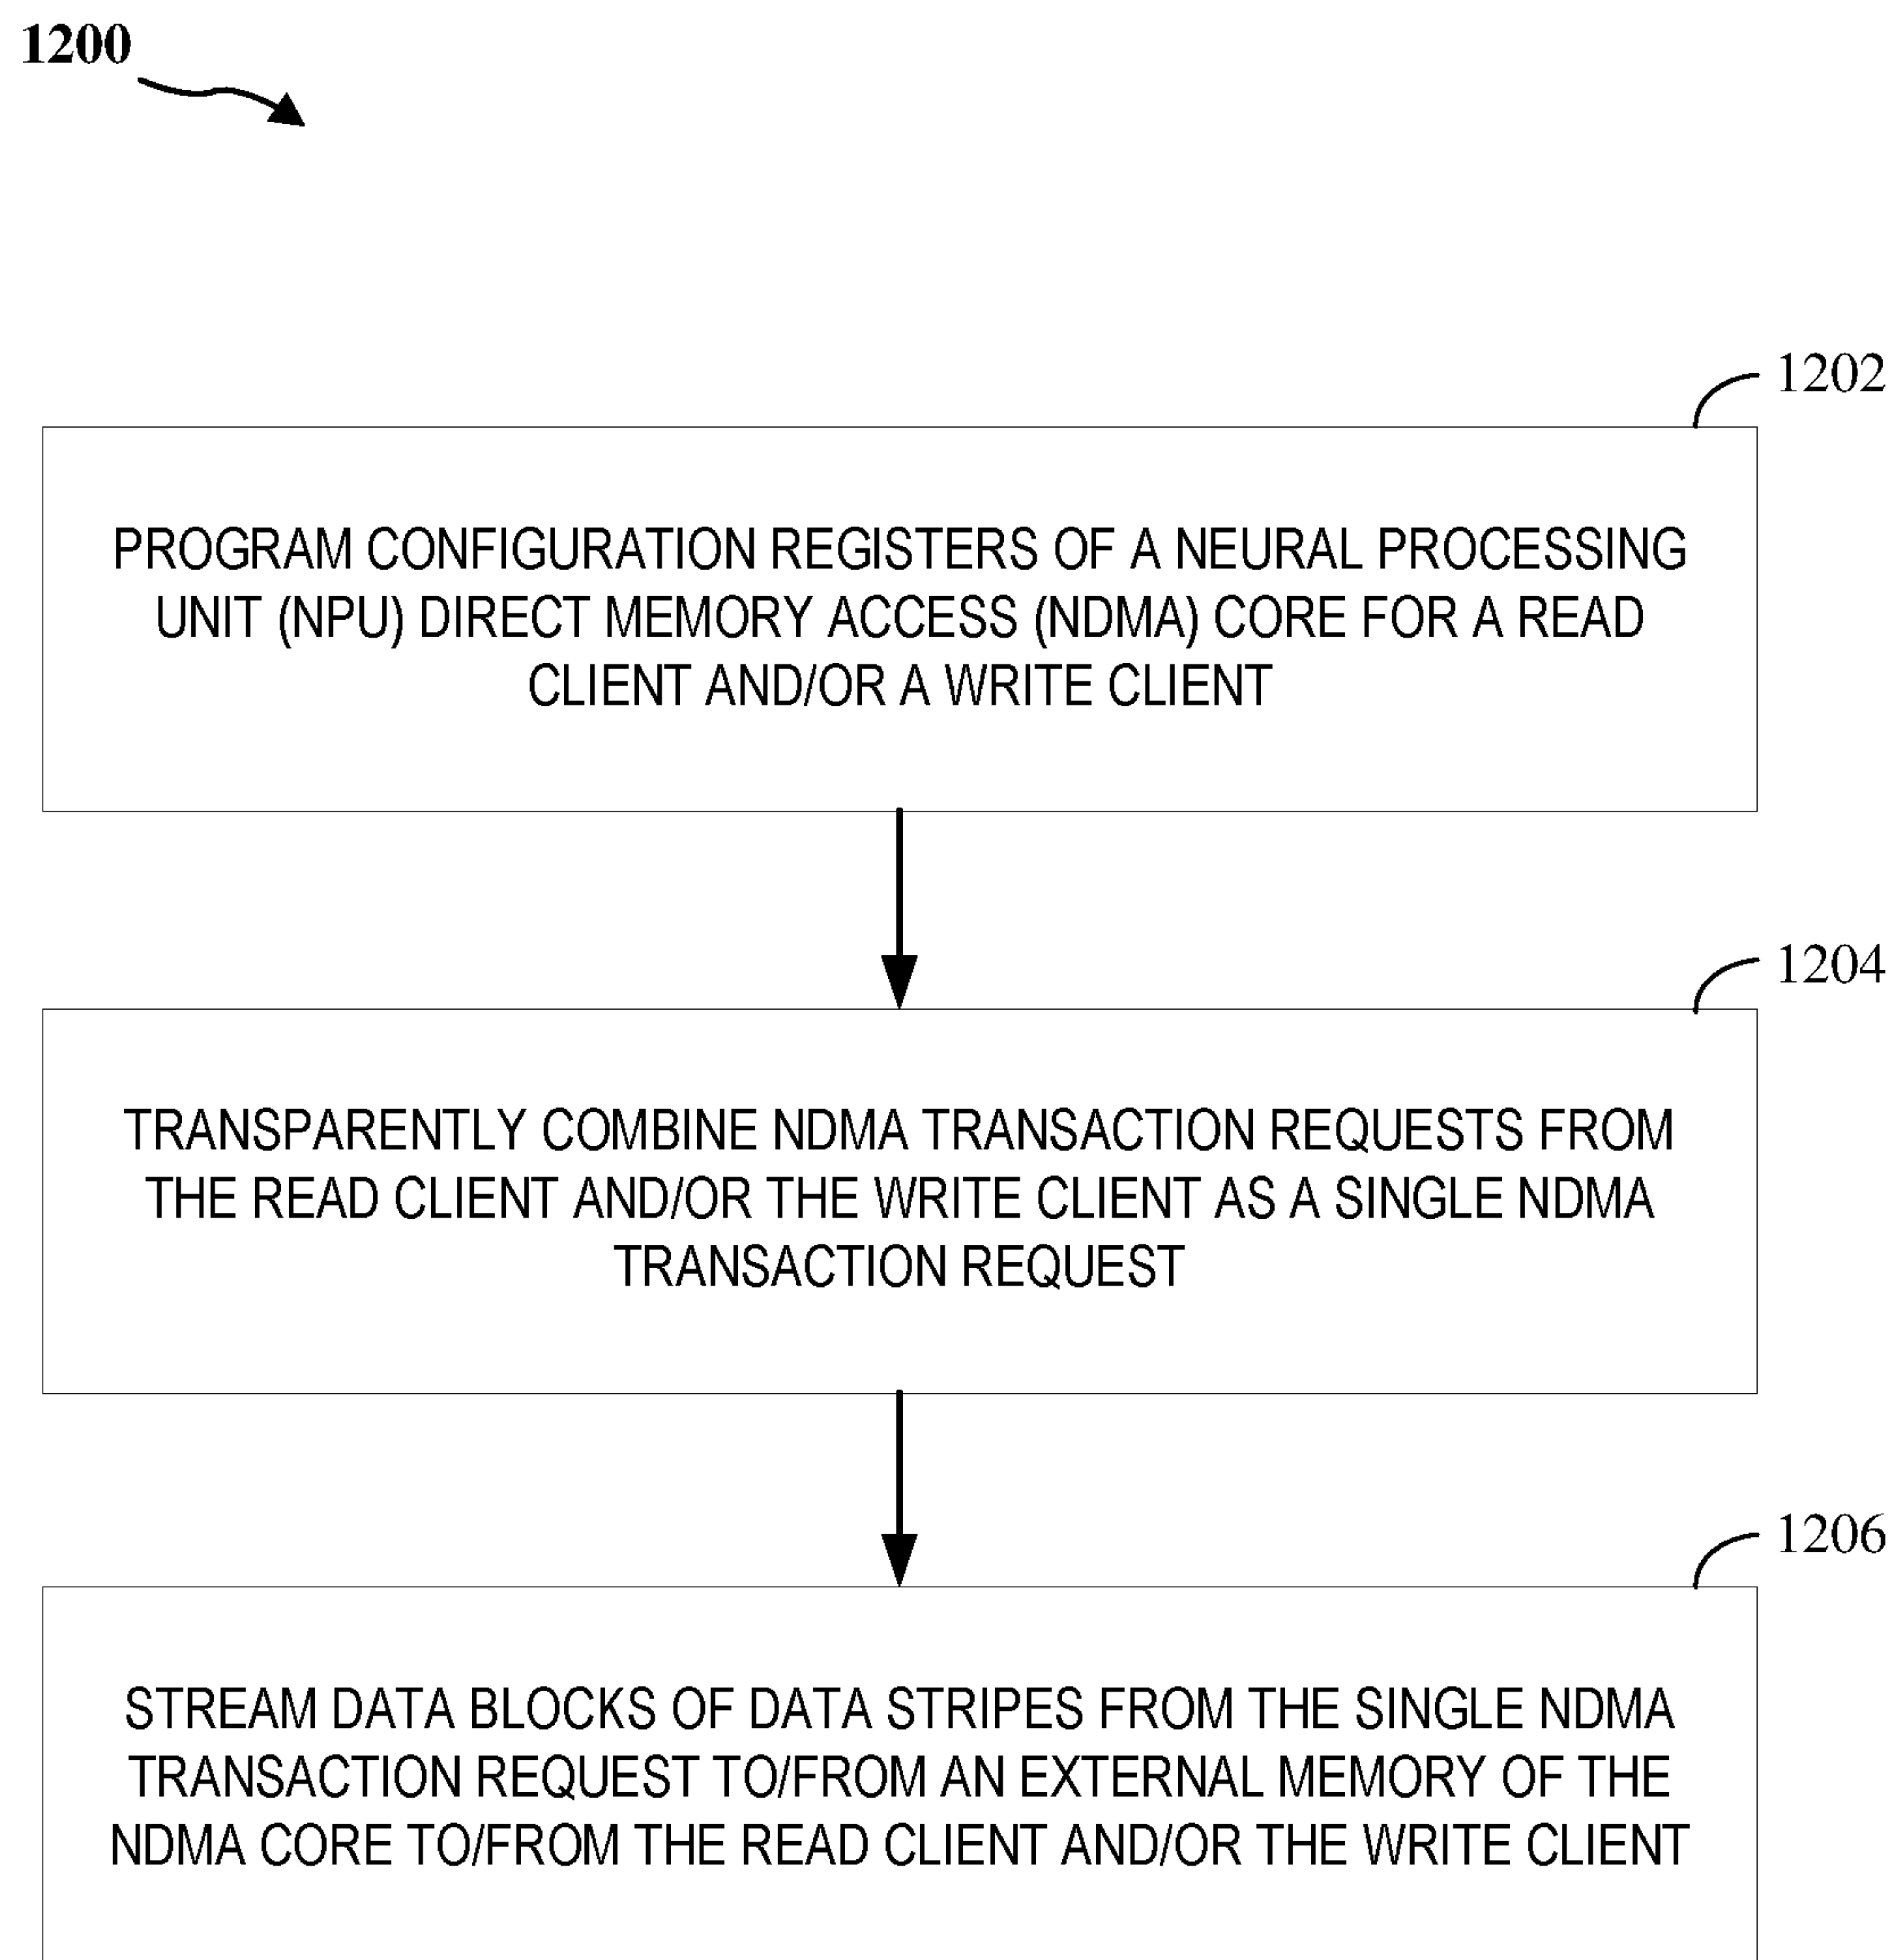 1200
1202
PROGRAM CONFIGURATION REGISTERS OF A NEURAL PROCESSING
UNIT (NPU) DIRECT MEMORY ACCESS (NDMA) CORE FOR A READ
CLIENT AND/OR A WRITE CLIENT
1204
TRANSPARENTLY COMBINE NDMA TRANSACTION REQUESTS FROM
THE READ CLIENT AND/OR THE WRITE CLIENT AS A SINGLE NDMA
TRANSACTION REQUEST
1206
STREAM DATA BLOCKS OF DATA STRIPES FROM THE SINGLE NDMA
TRANSACTION REQUEST TO/FROM AN EXTERNAL MEMORY OF THE
NDMA CORE TO/FROM THE READ CLIENT AND/OR THE WRITE CLIENT